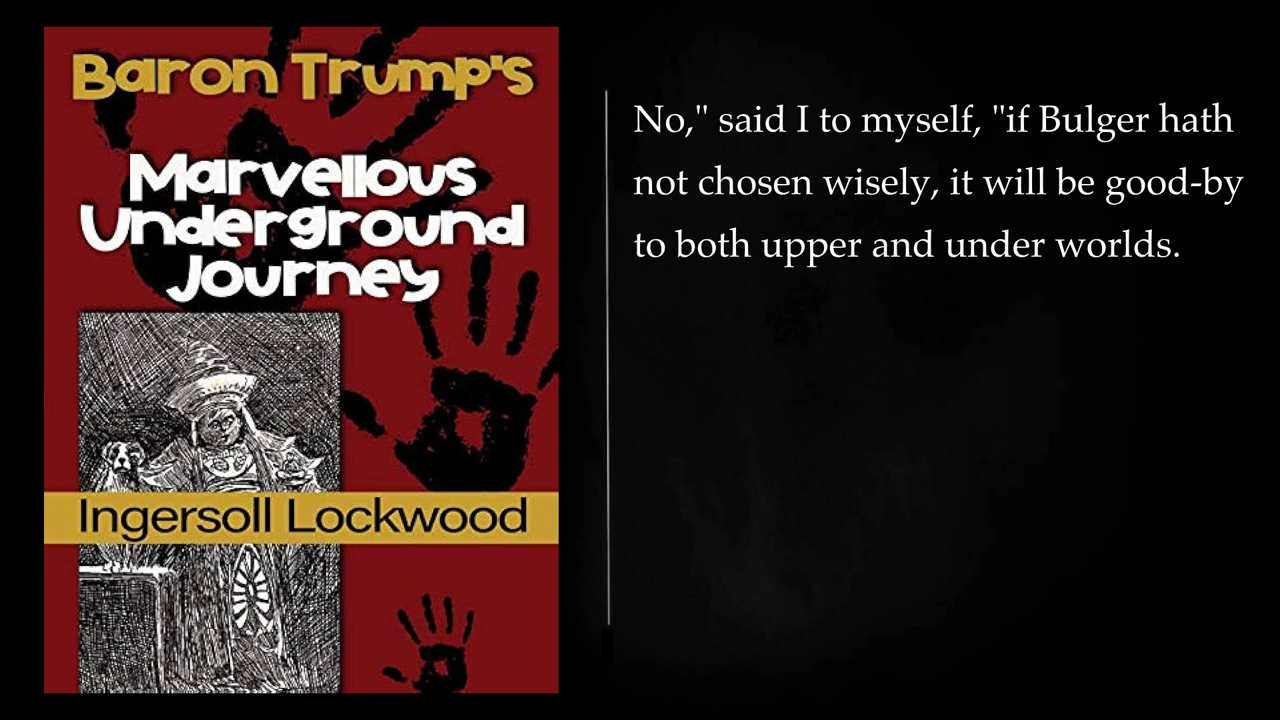 Baron Trump's
Marvellous
Underground
Journey
Ingersoll Lockwood
No," said I to myself, "if Bulger hath
not chosen wisely, it will be good-by
to both upper and under worlds.